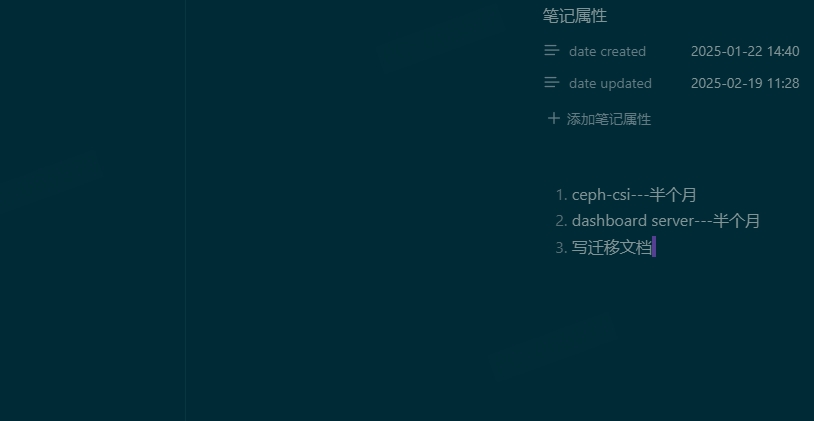 笔记属性
date created 2025-01-22 14:40
date updated 2025-02-19 11:28
添加笔记属性
1. ceph-csi---半个月
2. dashboard server---半个月
3. 写迁移文档